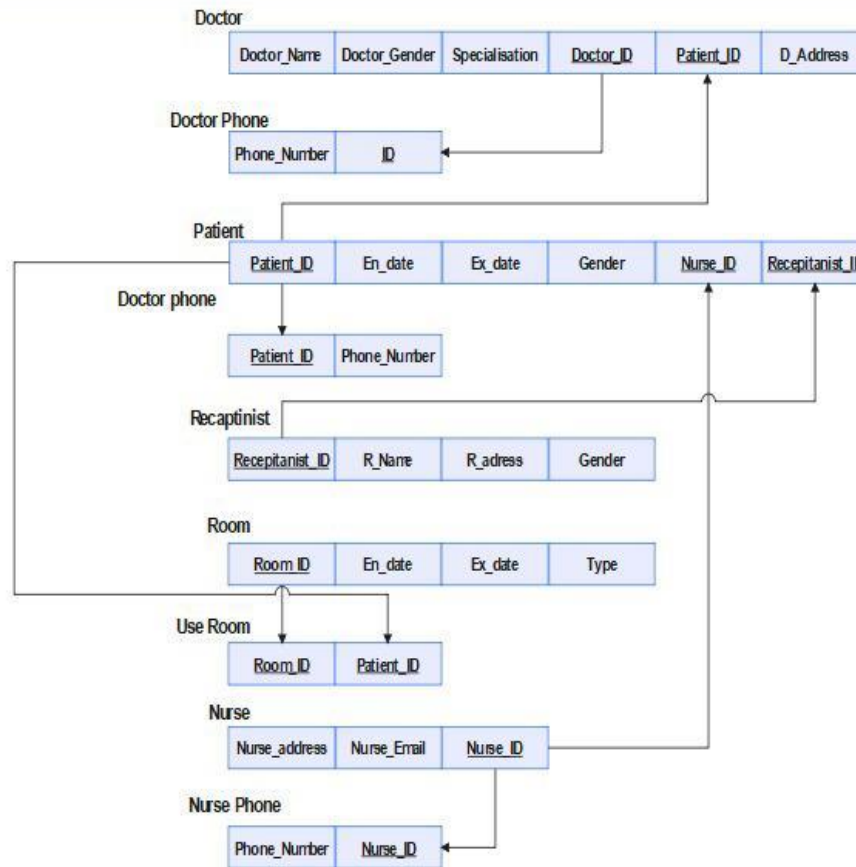 Doctor
Doctor_Name Doctor_Gender Specialisation Doctor_ID Patient_ID D_Address
Doctor Phone
Phone_Number ID
Patient
Patient_ID En_date Ex_date Gender Nurse_ID Recepitanist_ID
Doctor phone
Patient_ID Phone_Number
Recaptinist
Recepitanist_ID R_Name R_adress Gender
Room
Room ID En_date Ex_date Type
Use Room
Room_ID Patient_ID
Nurse
Nurse_address Nurse_Email Nurse_ID
Nurse Phone
Phone_Number Nurse_ID